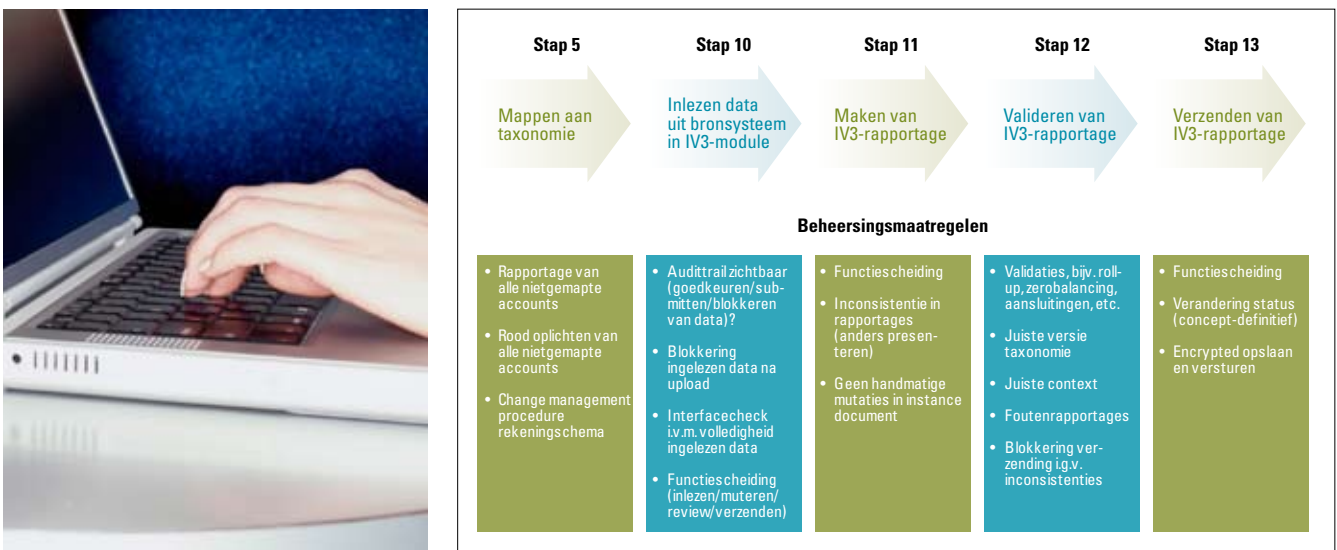 Stap 5
Mappen aan
taxonomie
Stap 10
Inlezen data
uit bronsysteem
in IV3-module
Stap 11
Maken van
IV3-rapportage
Stap 12
Valideren van
IV3-rapportage
Stap 13
Verzenden van
IV3-rapportage
Beheersingsmaatregelen
• Rapportage van
alle nietgemapte
accounts
• Rood oplichten van
alle nietgemapte
accounts
• Change management
procedure
rekeningschema
• Audittrail zichtbaar
(goedkeuren/sub-
mitten/blokkeren
van data)?
• Blokkering
ingelezen data na
upload
• Interfacecheck
i.v.m. volledigheid
ingelezen data
• Functiescheiding
(inlezen/muteren/
review/verzenden)
• Functiescheiding
• Inconsistentie in
rapportages
(anders presen-
teren)
• Geen handmatige
mutaties in instance
document
• Validaties, bijv. roll-
up, zerobalancing,
aansluitingen, etc.
• Juiste versie
taxonomie
• Juiste context
• Foutenrapportages
• Blokkering ver-
zending i.g.v.
inconsistenties
• Functiescheiding
• Verandering status
(concept-definitief)
• Encrypted opslaan
en versturen